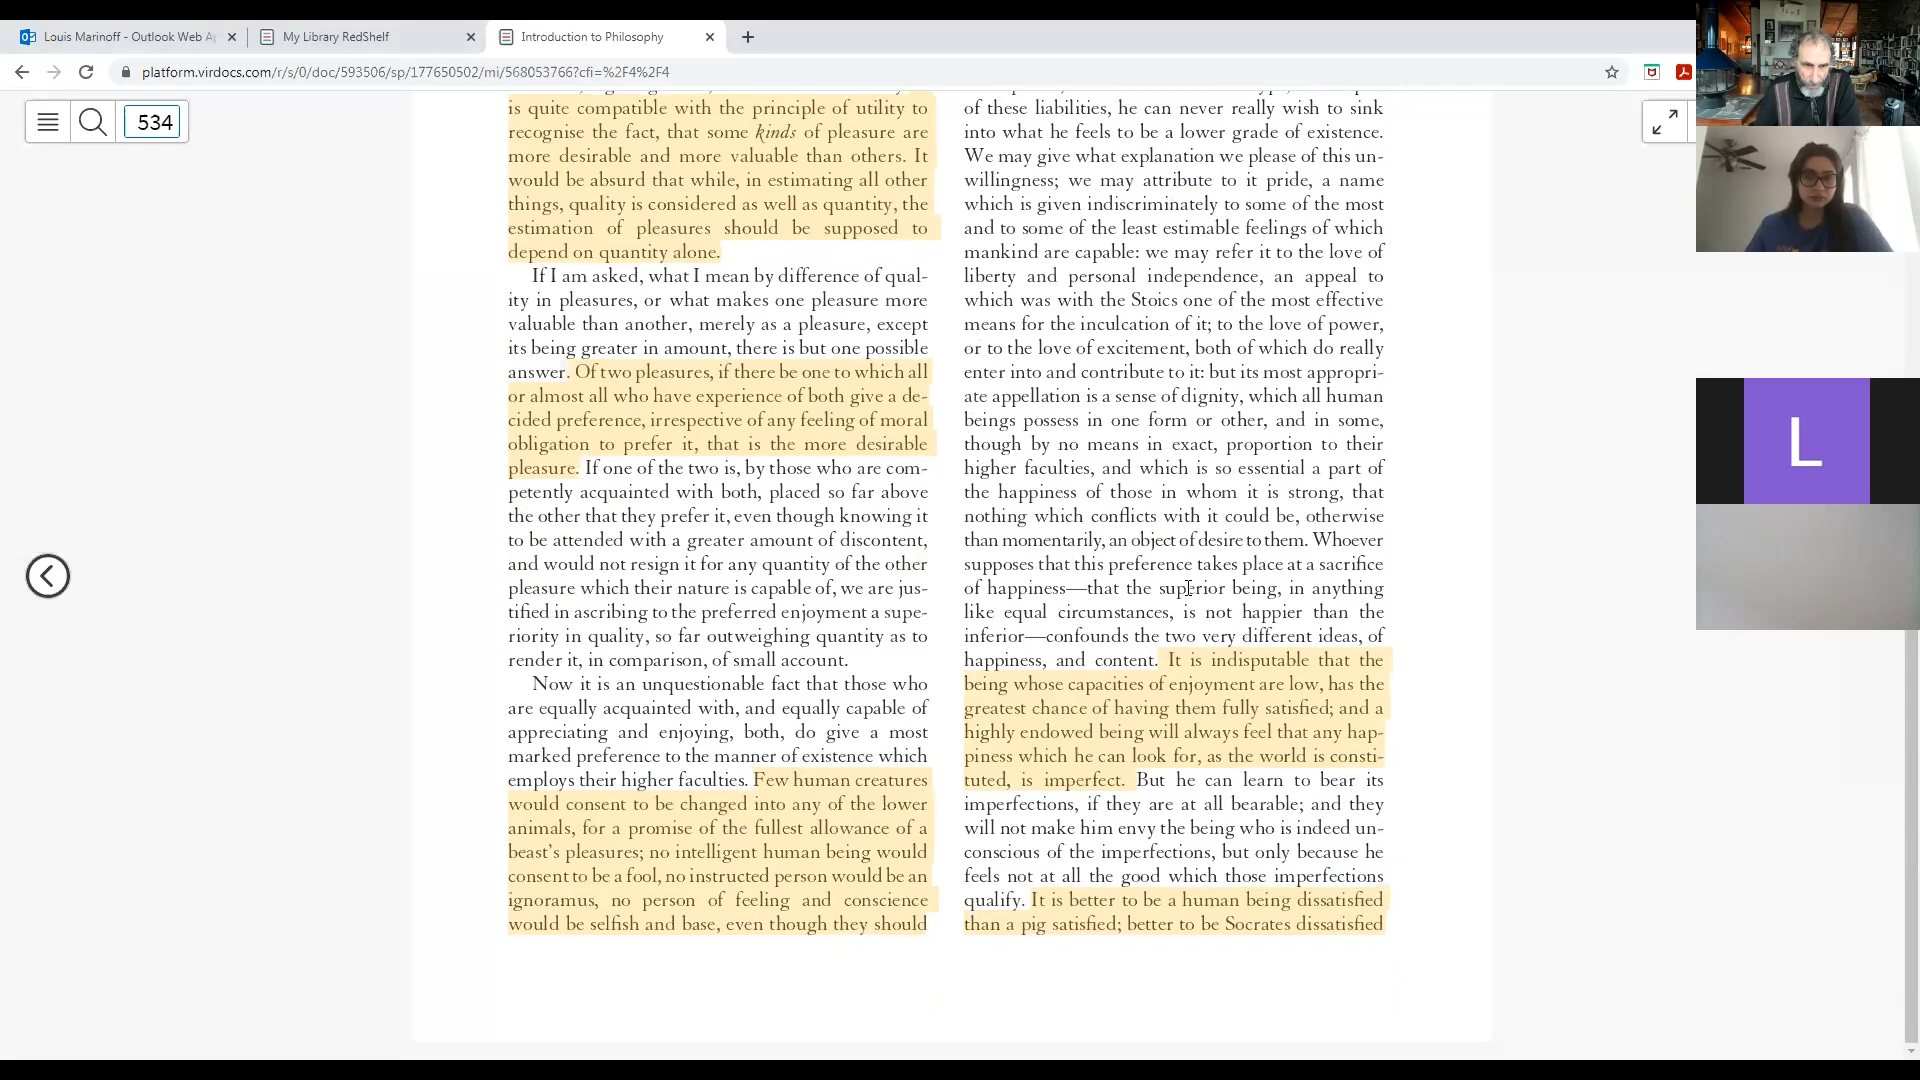 Louis Marinoff - Outlook Web A
My Library RedShelf
Introduction to Philosophy
platform.virdocs.com/r/s/0/doc/593506/sp/177650502/mi/568053766?cfi=%2F4%2F4
534
is quite compatible with the principle of utility to
recognise the fact, that some kinds of pleasure are
more desirable and more valuable than others. It
would be absurd that while, in estimating all other
things, quality is considered as well as quantity, the
estimation of pleasures should be supposed to
depend on quantity alone.
If I am asked, what I mean by difference of qual-
ity in pleasures, or what makes one pleasure more
valuable than another, merely as a pleasure, except
its being greater in amount, there is but one possible
answer. Of two pleasures, if there be one to which all
or almost all who have experience of both give a de-
cided preference, irrespective of any feeling of moral
obligation to prefer it, that is the more desirable
pleasure. If one of the two is, by those who are com-
petently acquainted with both, placed so far above
the other that they prefer it, even though knowing it
to be attended with a greater amount of discontent,
and would not resign it for any quantity of the other
pleasure which their nature is capable of, we are jus-
tified in ascribing to the preferred enjoyment a supe-
riority in quality, so far outweighing quantity as to
render it, in comparison, of small account.
Now it is an unquestionable fact that those who
are equally acquainted with, and equally capable of
appreciating and enjoying, both, do give a most
marked preference to the manner of existence which
employs their higher faculties. Few human creatures
would consent to be changed into any of the lower
animals, for a promise of the fullest allowance of a
beast's pleasures; no intelligent human being would
consent to be a fool, no instructed person would be an
ignoramus, no person of feeling and conscience
would be selfish and base, even though they should
of these liabilities, he can never really wish to sink
into what he feels to be a lower grade of existence.
We may give what explanation we please of this un-
willingness; we may attribute to it pride, a name
which is given indiscriminately to some of the most
and to some of the least estimable feelings of which
mankind are capable: we may refer it to the love of
liberty and personal independence, an appeal to
which was with the Stoics one of the most effective
means for the inculcation of it; to the love of power,
or to the love of excitement, both of which do really
enter into and contribute to it: but its most appropri-
ate appellation is a sense of dignity, which all human
beings possess in one form or other, and in some,
though by no means in exact, proportion to their
higher faculties, and which is so essential a part of
the happiness of those in whom it is strong, that
nothing which conflicts with it could be, otherwise
than momentarily, an object of desire to them. Whoever
supposes that this preference takes place at a sacrifice
of happiness—that the superior being, in anything
like equal circumstances, is not happier than the
inferior—confounds the two very different ideas, of
happiness, and content. It is indisputable that the
being whose capacities of enjoyment are low, has the
greatest chance of having them fully satisfied; and a
highly endowed being will always feel that any hap-
piness which he can look for, as the world is consti-
tuted, is imperfect. But he can learn to bear its
imperfections, if they are at all bearable; and they
will not make him envy the being who is indeed un-
conscious of the imperfections, but only because he
feels not at all the good which those imperfections
qualify. It is better to be a human being dissatisfied
than a pig satisfied; better to be Socrates dissatisfied
L